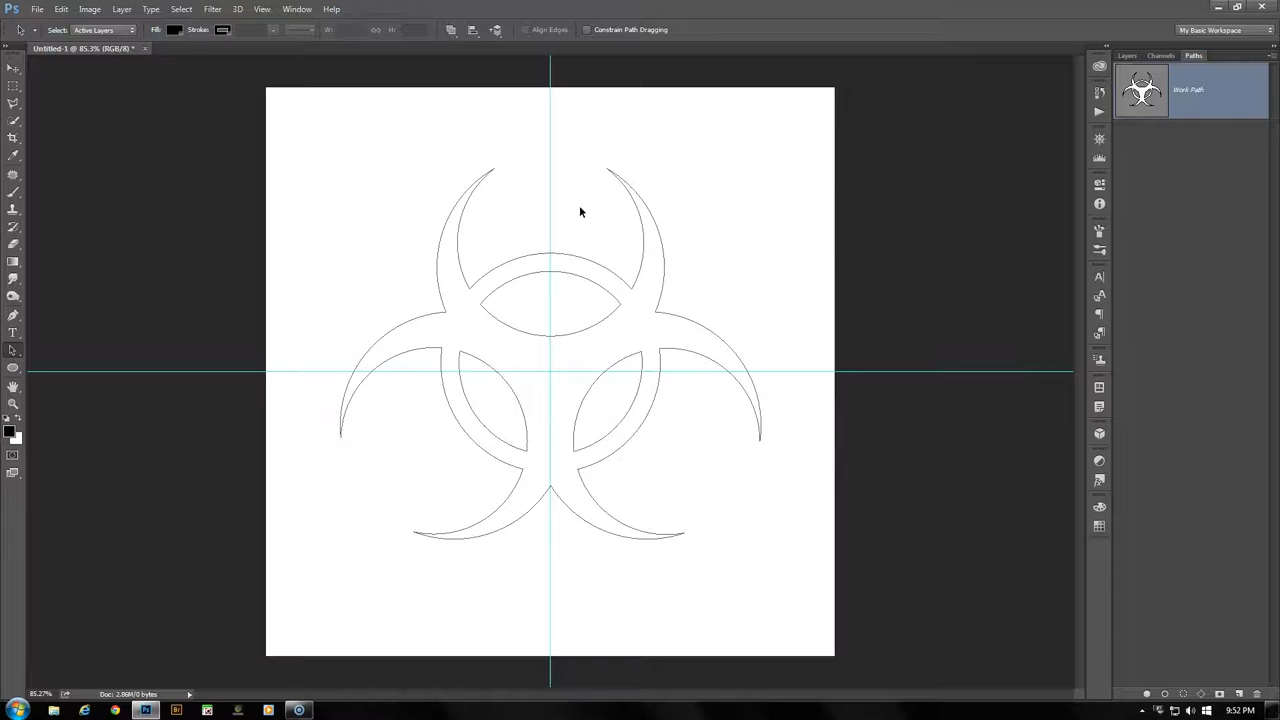 Ps File Edit Image Layer Type Select Filter 3D View Window Help
Select: Active Layers Fill: Stroke: W: H: Align Edges Constrain Path Dragging My Basic Workspace
Untitled-1 @ 85.3% (RGB/8) * ×
Layers Channels Paths
Work Path
85.27% Doc: 2.86M/0 bytes
Ps Br 9:52 PM